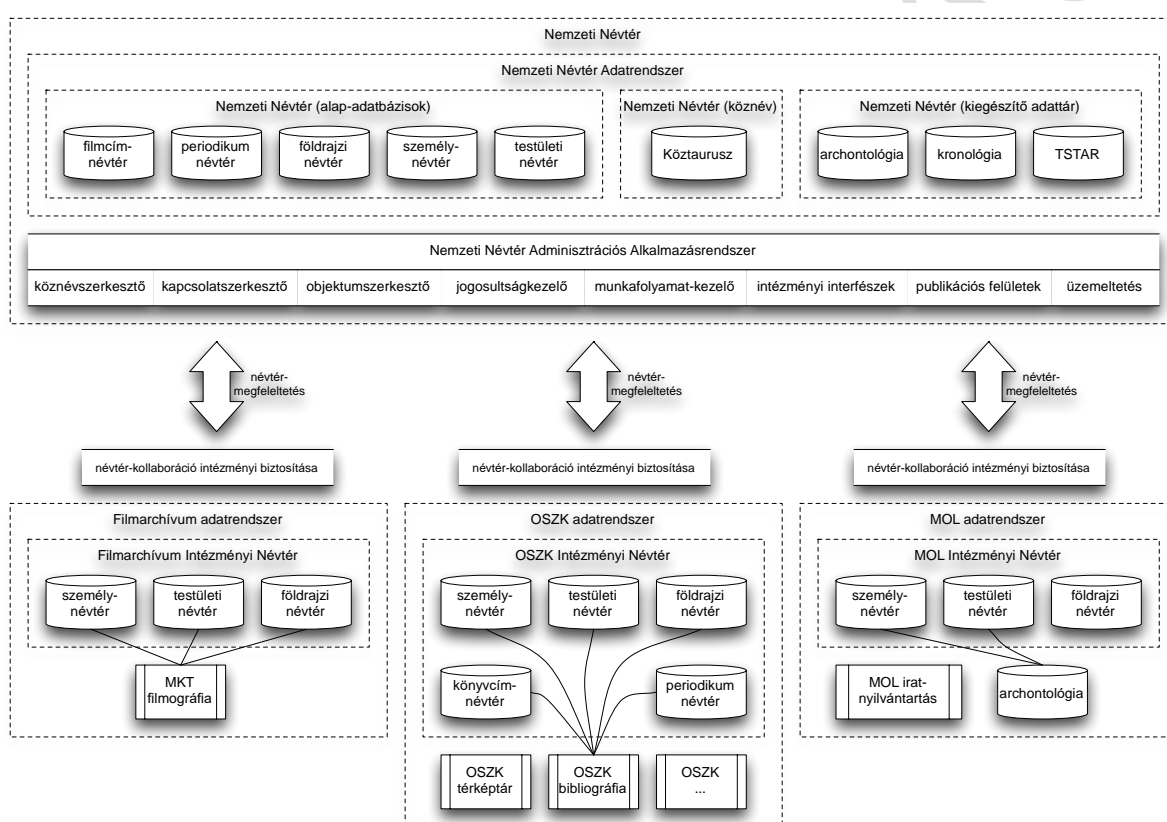 Nemzeti Névtér
Nemzeti Névtér Adatrendszer
Nemzeti Névtér (alap-adatbázisok)
filmcím-
névtér
periodikum
névtér
földrajzi
névtér
személy-
névtér
testületi
névtér
Nemzeti Névtér (köznév)
Köztaurusz
Nemzeti Névtér (kiegészítő adattár)
archontológia
kronológia
TSTAR
Nemzeti Névtér Adminisztrációs Alkalmazásrendszer
köznévszerkesztő
kapcsolatszerkesztő
objektumszerkesztő
jogosultságkezelő
munkafolyamat-kezelő
intézményi interfészek
publikációs felületek
üzemeltetés
névtér-
megfeleltetés
névtér-
megfeleltetés
névtér-
megfeleltetés
névtér-kollaboráció intézményi biztosítása
névtér-kollaboráció intézményi biztosítása
névtér-kollaboráció intézményi biztosítása
Filmarchívum adatrendszer
Filmarchívum Intézményi Névtér
személy-
névtér
testületi
névtér
földrajzi
névtér
MKT
filmográfia
OSZK adatrendszer
OSZK Intézményi Névtér
személy-
névtér
testületi
névtér
földrajzi
névtér
könyvcím-
névtér
periodikum
névtér
OSZK
térképtár
OSZK
bibliográfia
OSZK
...
MOL adatrendszer
MOL Intézményi Névtér
személy-
névtér
testületi
névtér
földrajzi
névtér
MOL irat-
nyilvántartás
archontológia